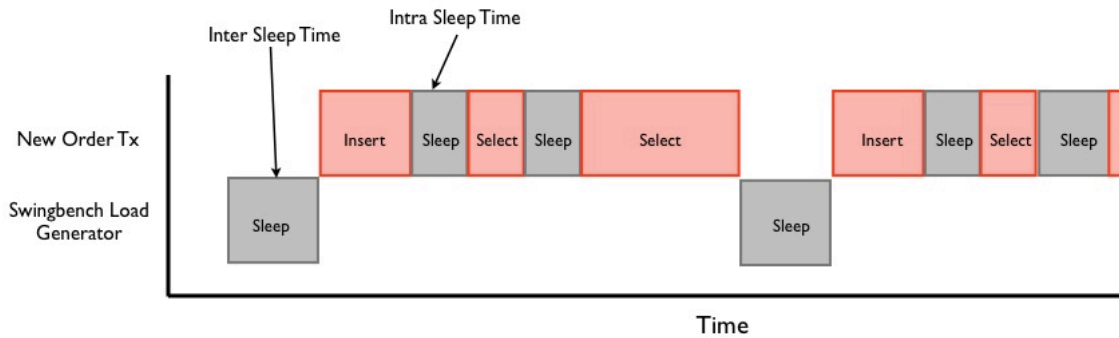 Intra Sleep Time
Inter Sleep Time
New Order Tx
Insert
Sleep
Select
Sleep
Select
Insert
Sleep
Select
Sleep
Swingbench Load
Generator
Sleep
Sleep
Time